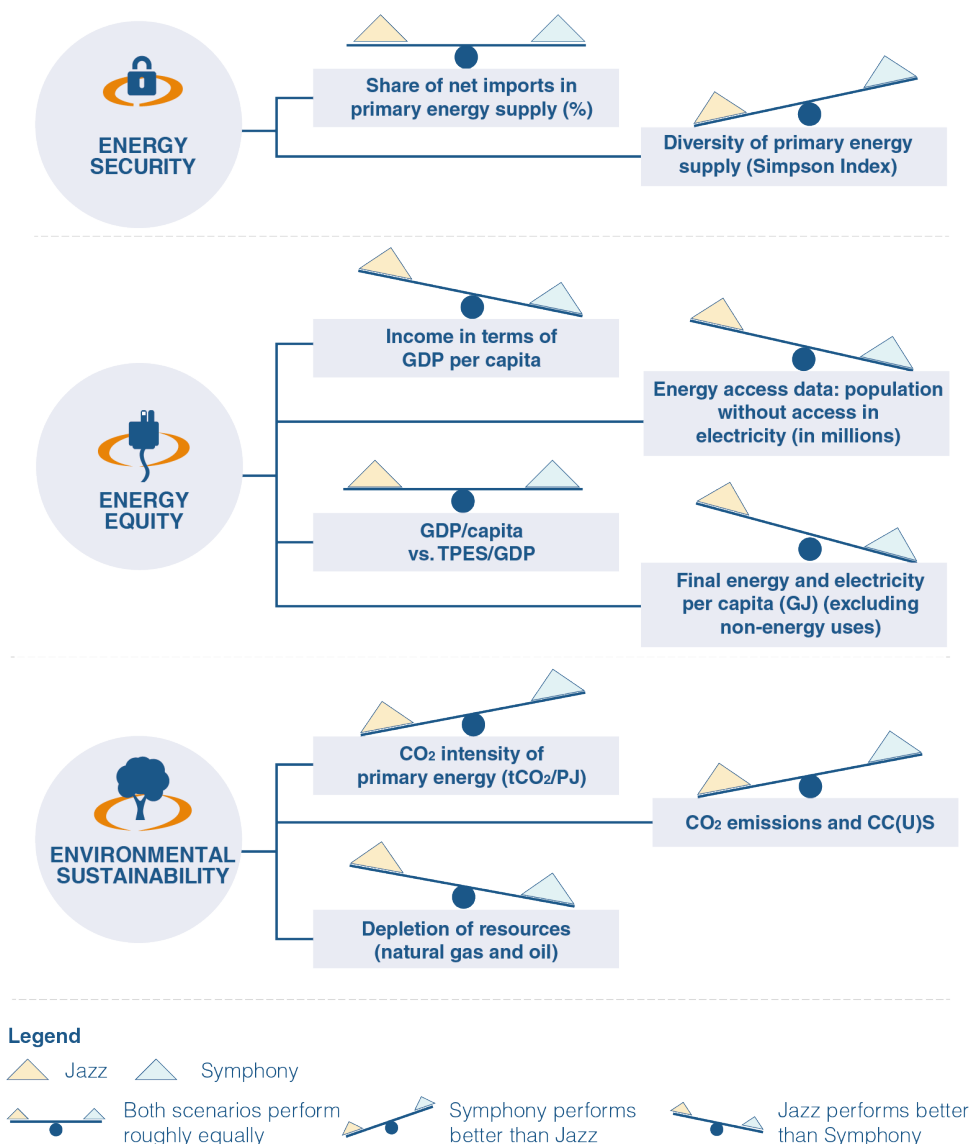 ENERGY
SECURITY
Share of net imports in
primary energy supply (%)
Diversity of primary energy
supply (Simpson Index)
ENERGY
EQUITY
Income in terms of
GDP per capita
Energy access data: population
without access in
electricity (in millions)
GDP/capita
vs. TPES/GDP
Final energy and electricity
per capita (GJ) (excluding
non-energy uses)
ENVIRONMENTAL
SUSTAINABILITY
CO₂ intensity of
primary energy (tCO₂/PJ)
CO₂ emissions and CC(U)S
Depletion of resources
(natural gas and oil)
Legend
Jazz
Symphony
Both scenarios perform
roughly equally
Symphony performs
better than Jazz
Jazz performs better
than Symphony